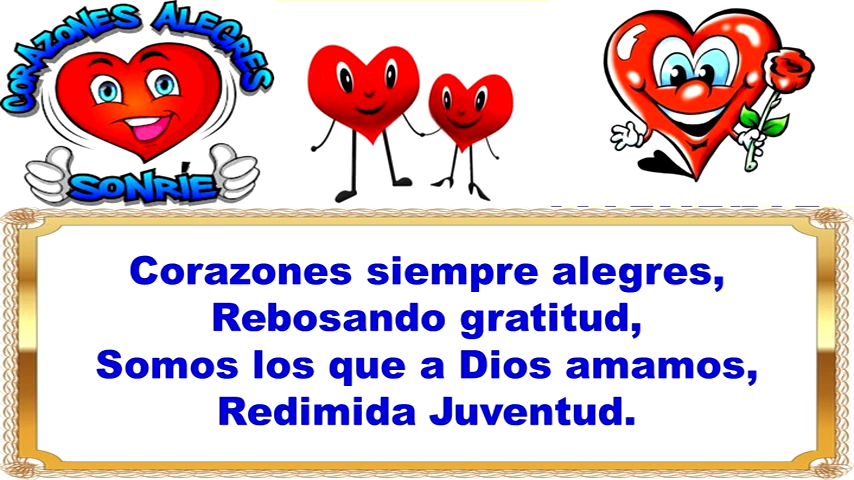 CORAZONES ALEGRES
SONRÍE
Corazones siempre alegres,
Rebosando gratitud,
Somos los que a Dios amamos,
Redimida Juventud.